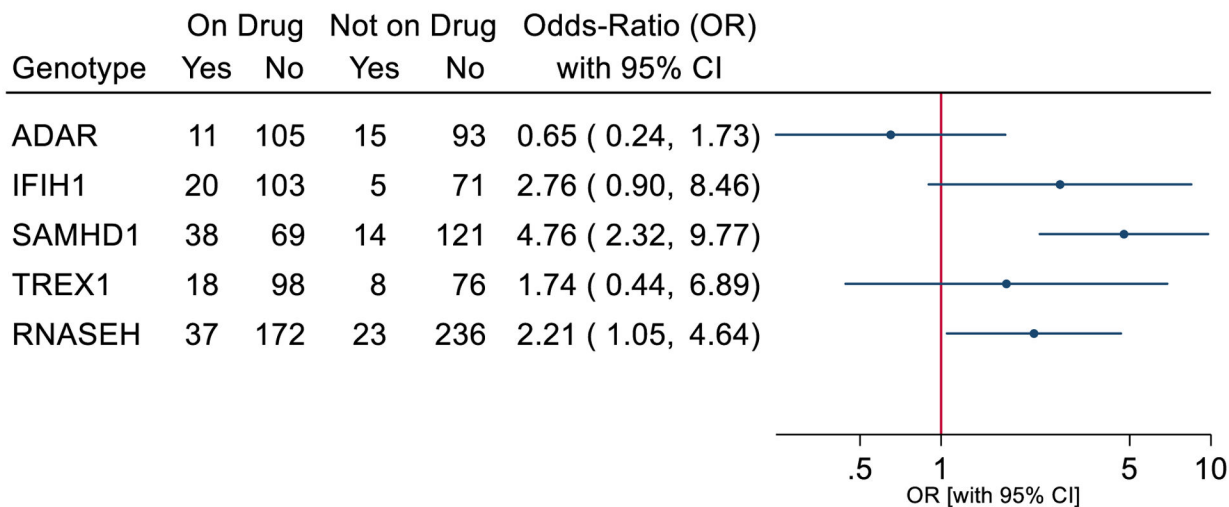 On Drug Not on Drug Odds-Ratio (OR)
Genotype Yes No Yes No with 95% CI
ADAR 11 105 15 93 0.65 ( 0.24, 1.73)
IFIH1 20 103 5 71 2.76 ( 0.90, 8.46)
SAMHD1 38 69 14 121 4.76 ( 2.32, 9.77)
TREX1 18 98 8 76 1.74 ( 0.44, 6.89)
RNASEH 37 172 23 236 2.21 ( 1.05, 4.64)
.5 1 5 10
OR [with 95% CI]